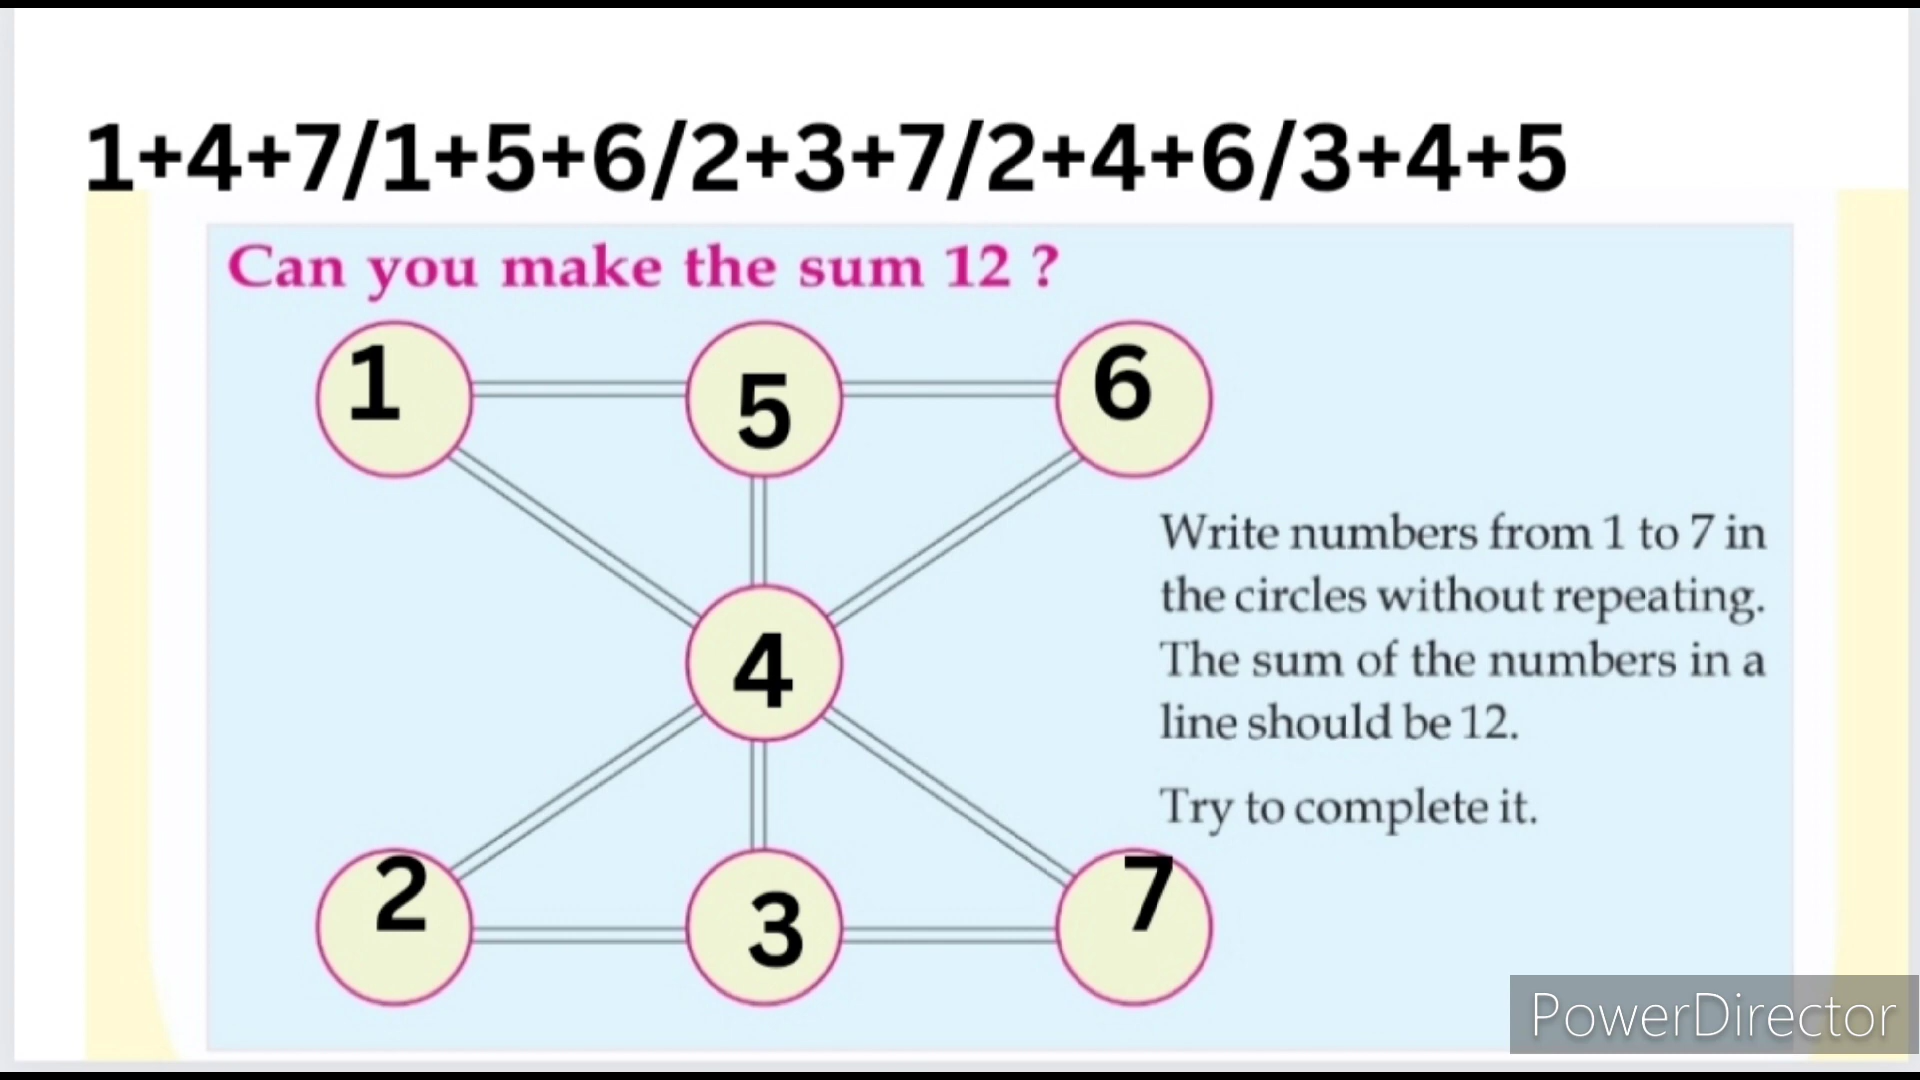 1+4+7/1+5+6/2+3+7/2+4+6/3+4+5
Can you make the sum 12 ?
1 5 6
4
2 3 7
Write numbers from 1 to 7 in
the circles without repeating.
The sum of the numbers in a
line should be 12.
Try to complete it.
PowerDirector